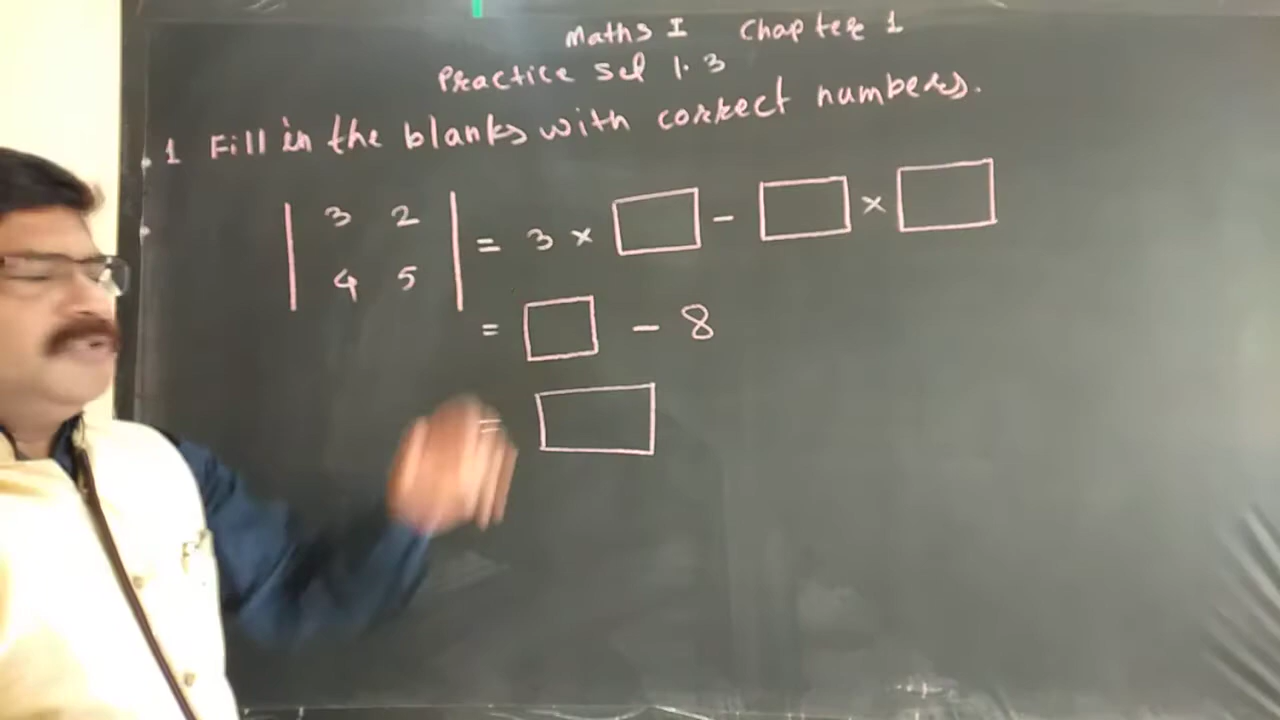 Maths I Chapter 1
Practice set 1.3
1 Fill in the blanks with correct numbers.
| 3 2 | = 3 × □ - □ × □
| 4 5 |
= □ - 8
= □